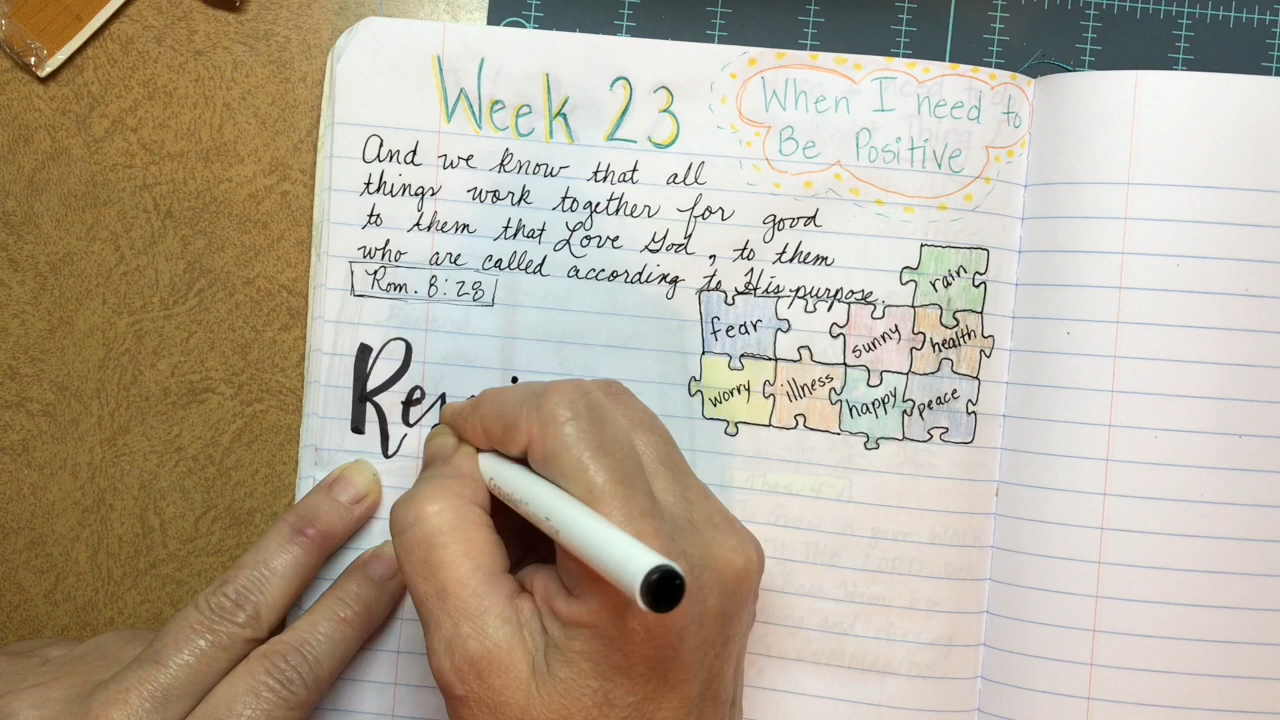 Week 23
When I need to
Be Positive
And we know that all
things work together for good
to them that Love God, to them
who are called according to His purpose.
Rom. 8:28
rain
fear
sunny
health
worry
illness
happy
peace